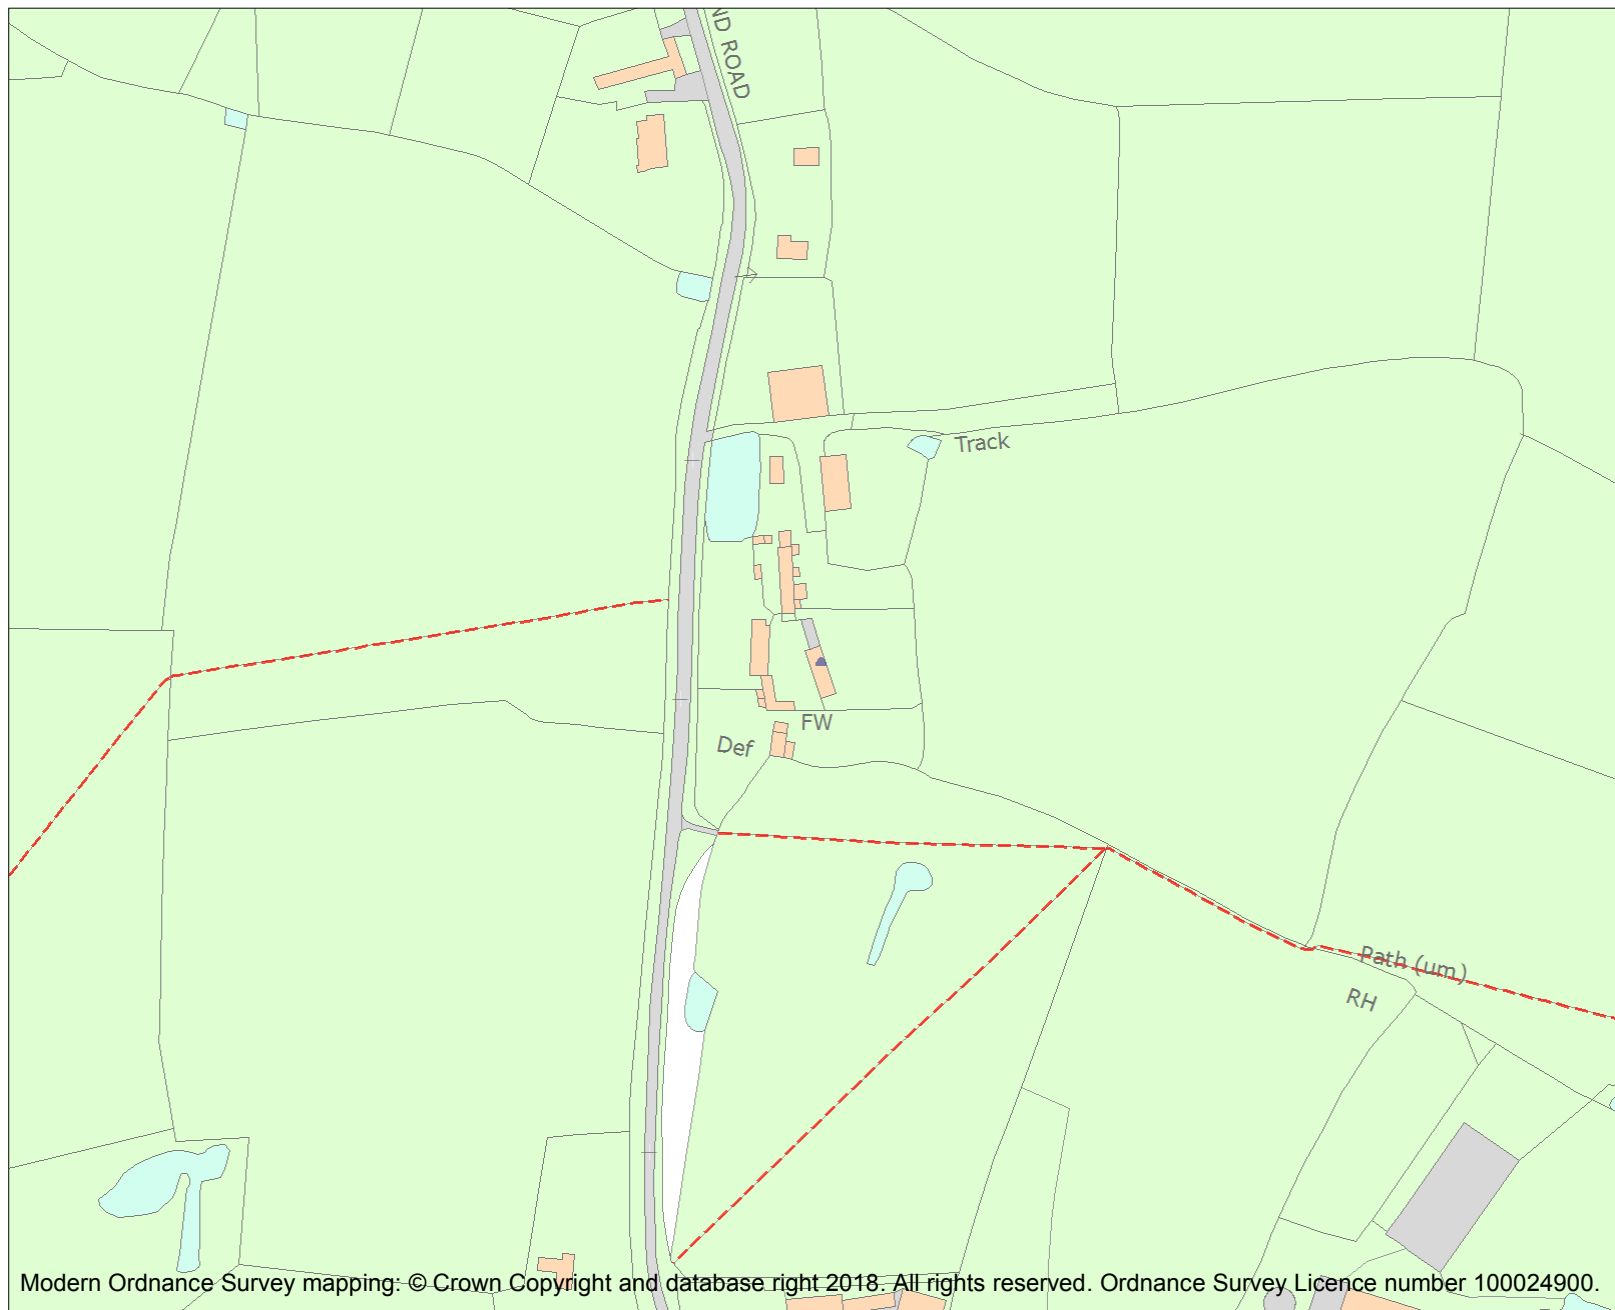 ND ROAD
Track
FW
Def
Path (um)
RH
Modern Ordnance Survey mapping: © Crown Copyright and database right 2018. All rights reserved. Ordnance Survey Licence number 100024900.